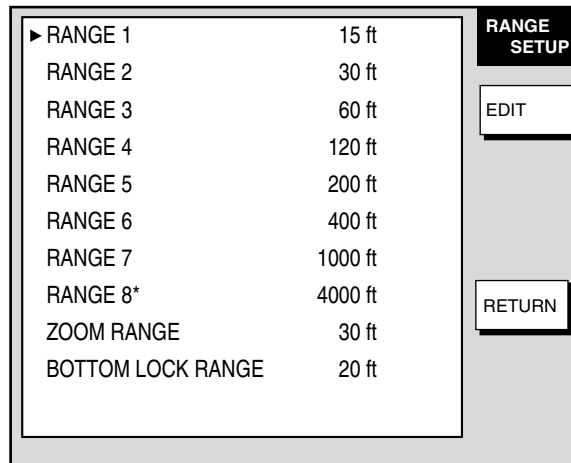 RANGE
SETUP
▶ RANGE 1 15 ft
RANGE 2 30 ft
RANGE 3 60 ft
RANGE 4 120 ft
RANGE 5 200 ft
RANGE 6 400 ft
RANGE 7 1000 ft
RANGE 8* 4000 ft
ZOOM RANGE 30 ft
BOTTOM LOCK RANGE 20 ft
EDIT
RETURN